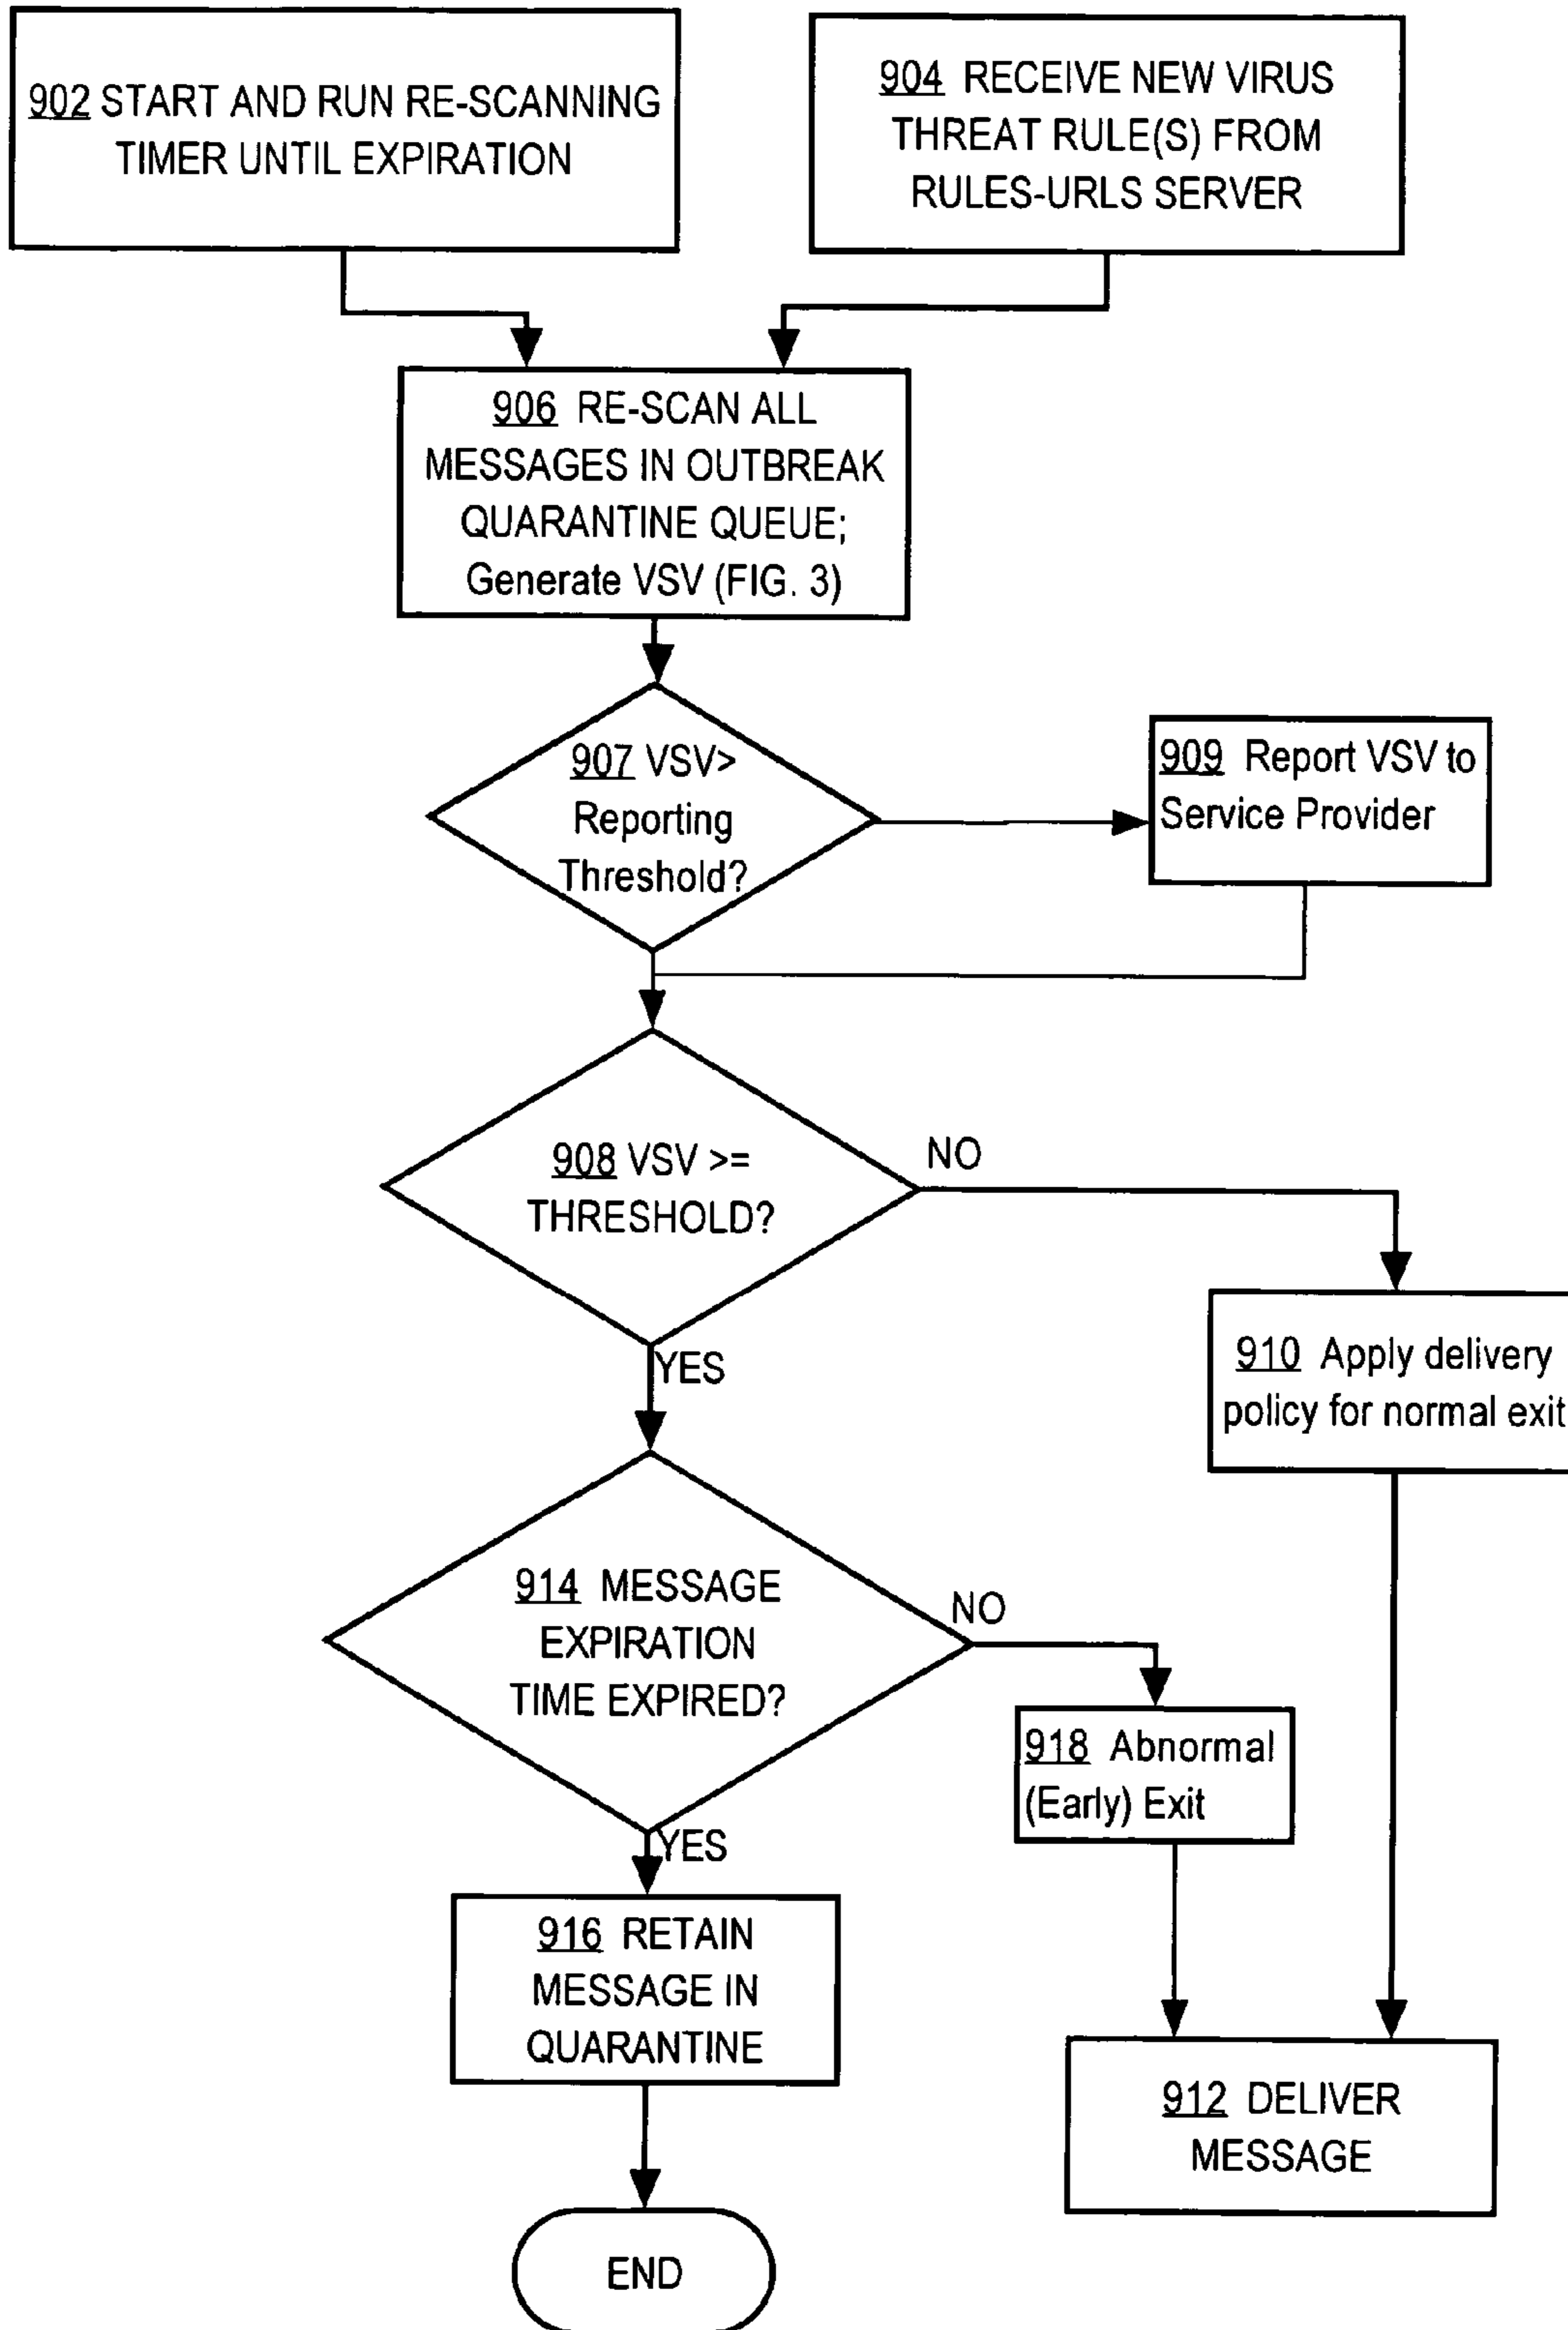 902 START AND RUN RE-SCANNING
TIMER UNTIL EXPIRATION
904 RECEIVE NEW VIRUS
THREAT RULE(S) FROM
RULES-URLS SERVER
906 RE-SCAN ALL
MESSAGES IN OUTBREAK
QUARANTINE QUEUE;
Generate VSV (FIG. 3)
907 VSV>
Reporting
Threshold?
909 Report VSV to
Service Provider
908 VSV >=
THRESHOLD?
NO
YES
910 Apply delivery
policy for normal exit
914 MESSAGE
EXPIRATION
TIME EXPIRED?
NO
YES
918 Abnormal
(Early) Exit
916 RETAIN
MESSAGE IN
QUARANTINE
912 DELIVER
MESSAGE
END